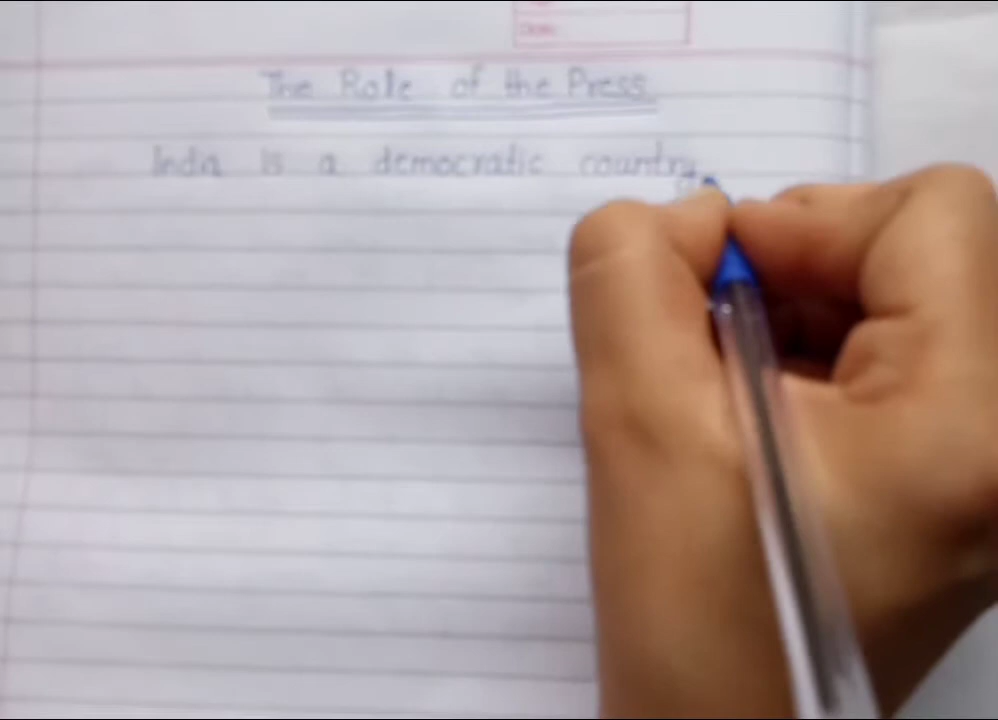 The Role of the Press
India is a democratic country